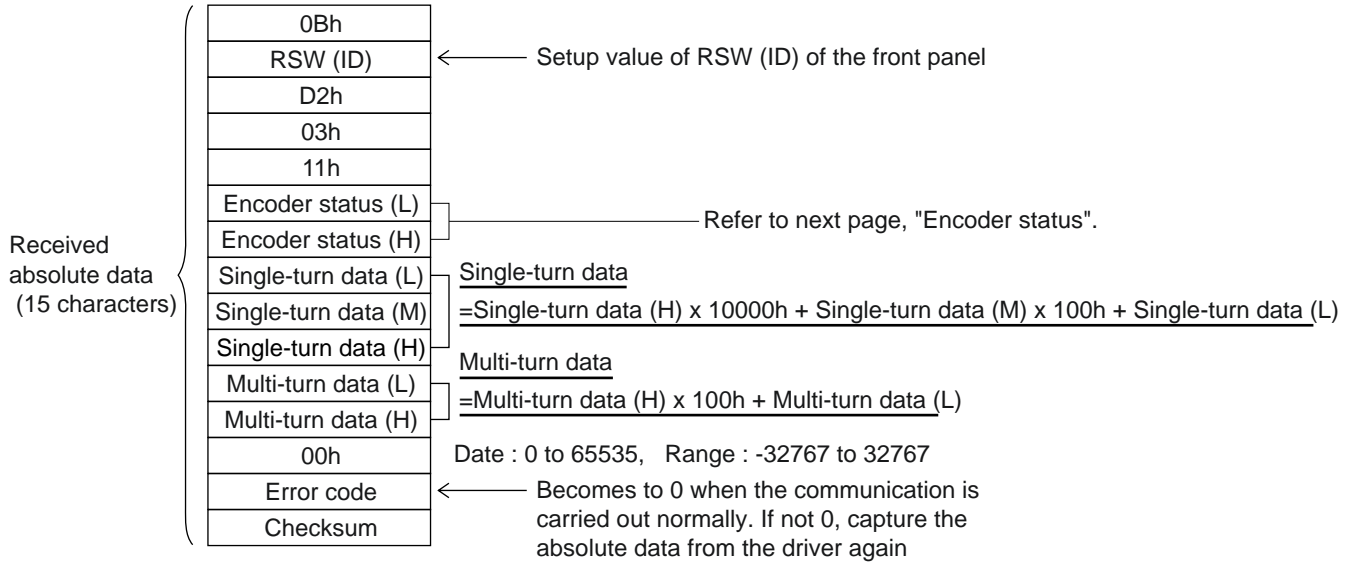 0Bh
RSW (ID)
Setup value of RSW (ID) of the front panel
D2h
03h
11h
Encoder status (L)
Encoder status (H)
Refer to next page, "Encoder status".
Received
absolute data
(15 characters)
Single-turn data (L)
Single-turn data (M)
Single-turn data (H)
Single-turn data
=Single-turn data (H) x 10000h + Single-turn data (M) x 100h + Single-turn data (L)
Multi-turn data (L)
Multi-turn data (H)
Multi-turn data
=Multi-turn data (H) x 100h + Multi-turn data (L)
00h
Date : 0 to 65535, Range : -32767 to 32767
Error code
Becomes to 0 when the communication is
carried out normally. If not 0, capture the
absolute data from the driver again
Checksum